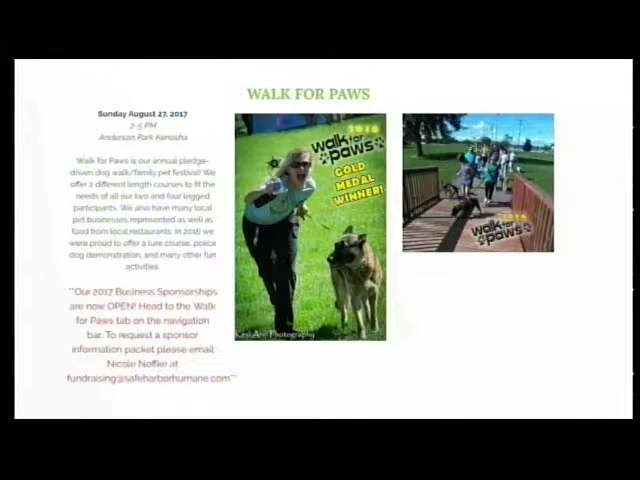 WALK FOR PAWS
Sunday August 27, 2017
2-5 PM
Anderson Park Kenosha
Walk for Paws is our annual pledge-
driven dog walk/family pet festival! We
offer 2 different length courses to fit the
needs of all our two and four legged
participants. We also have many local
pet businesses represented as well as
food from local restaurants. In 2016 we
were proud to offer a lure course, police
dog demonstration, and many other fun
activities.
**Our 2017 Business Sponsorships
are now OPEN! Head to the Walk
for Paws tab on the navigation
bar. To request a sponsor
information packet please email
Nicole Noffke at
fundraising@safeharborhumane.com**
2016
walk for
paws
GOLD
MEDAL
WINNER!
Keri Ann Photography
2016
walk for
paws